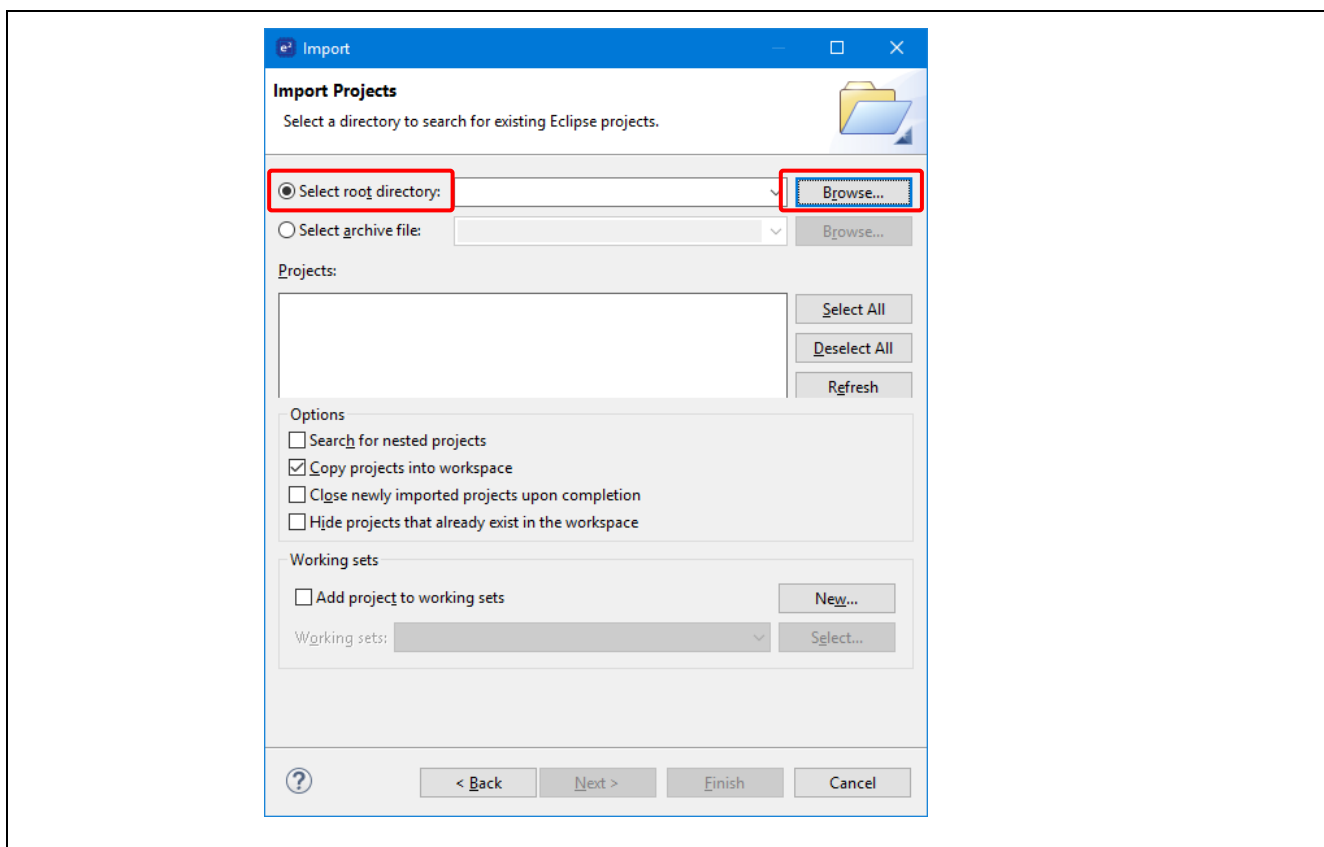 e² Import
Import Projects
Select a directory to search for existing Eclipse projects.
Select root directory: Browse...
Select archive file: Browse...
Projects:
Select All
Deselect All
Refresh
Options
Search for nested projects
Copy projects into workspace
Close newly imported projects upon completion
Hide projects that already exist in the workspace
Working sets
Add project to working sets New...
Working sets: Select...
? < Back Next > Finish Cancel